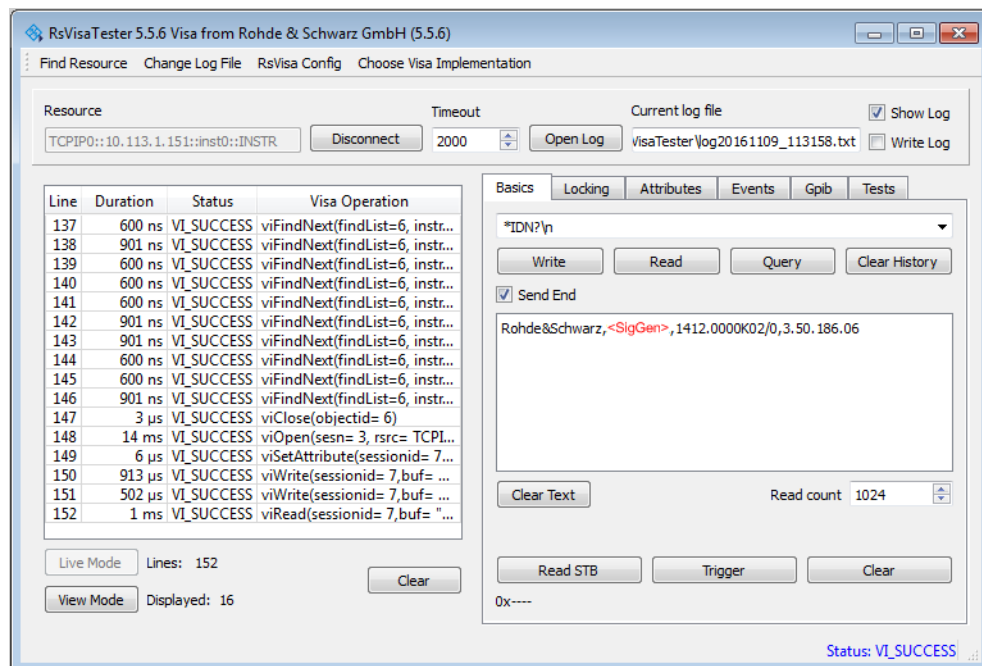 RsVisaTester 5.5.6 Visa from Rohde & Schwarz GmbH (5.5.6)
Find Resource Change Log File RsVisa Config Choose Visa Implementation
Resource Timeout Current log file
Show Log
TCPIP0::10.113.1.151::inst0::INSTR Disconnect 2000 Open Log VisaTester\log20161109_113158.txt Write Log
Basics Locking Attributes Events Gpib Tests
*IDN?\n
Write Read Query Clear History
Send End
Rohde&Schwarz,<SigGen>,1412.0000K02/0,3.50.186.06
Clear Text Read count 1024
Read STB Trigger Clear
0x----
Line Duration Status Visa Operation
137 600 ns VI_SUCCESS viFindNext(findList=6, instr...
138 901 ns VI_SUCCESS viFindNext(findList=6, instr...
139 600 ns VI_SUCCESS viFindNext(findList=6, instr...
140 600 ns VI_SUCCESS viFindNext(findList=6, instr...
141 600 ns VI_SUCCESS viFindNext(findList=6, instr...
142 901 ns VI_SUCCESS viFindNext(findList=6, instr...
143 901 ns VI_SUCCESS viFindNext(findList=6, instr...
144 600 ns VI_SUCCESS viFindNext(findList=6, instr...
145 600 ns VI_SUCCESS viFindNext(findList=6, instr...
146 901 ns VI_SUCCESS viFindNext(findList=6, instr...
147 3 µs VI_SUCCESS viClose(objectid= 6)
148 14 ms VI_SUCCESS viOpen(sesn= 3, rsrc= TCPI...
149 6 µs VI_SUCCESS viSetAttribute(sessionid= 7...
150 913 µs VI_SUCCESS viWrite(sessionid= 7,buf= ...
151 502 µs VI_SUCCESS viWrite(sessionid= 7,buf= ...
152 1 ms VI_SUCCESS viRead(sessionid= 7,buf= "...
Live Mode Lines: 152
Clear
View Mode Displayed: 16
Status: VI_SUCCESS